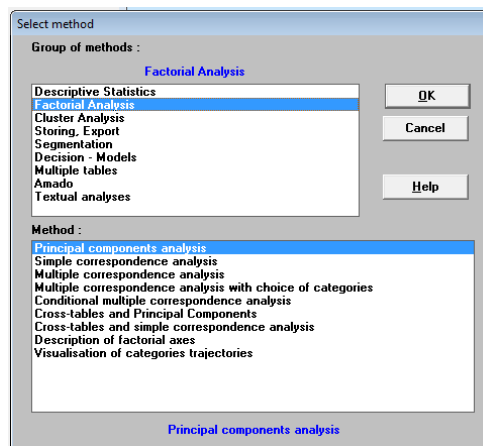 Select method
Group of methods :
Factorial Analysis
Descriptive Statistics
Factorial Analysis
Cluster Analysis
Storing, Export
Segmentation
Decision - Models
Multiple tables
Amado
Textual analyses
OK
Cancel
Help
Method :
Principal components analysis
Simple correspondence analysis
Multiple correspondence analysis
Multiple correspondence analysis with choice of categories
Conditional multiple correspondence analysis
Cross-tables and Principal Components
Cross-tables and simple correspondence analysis
Description of factorial axes
Visualisation of categories trajectories
Principal components analysis